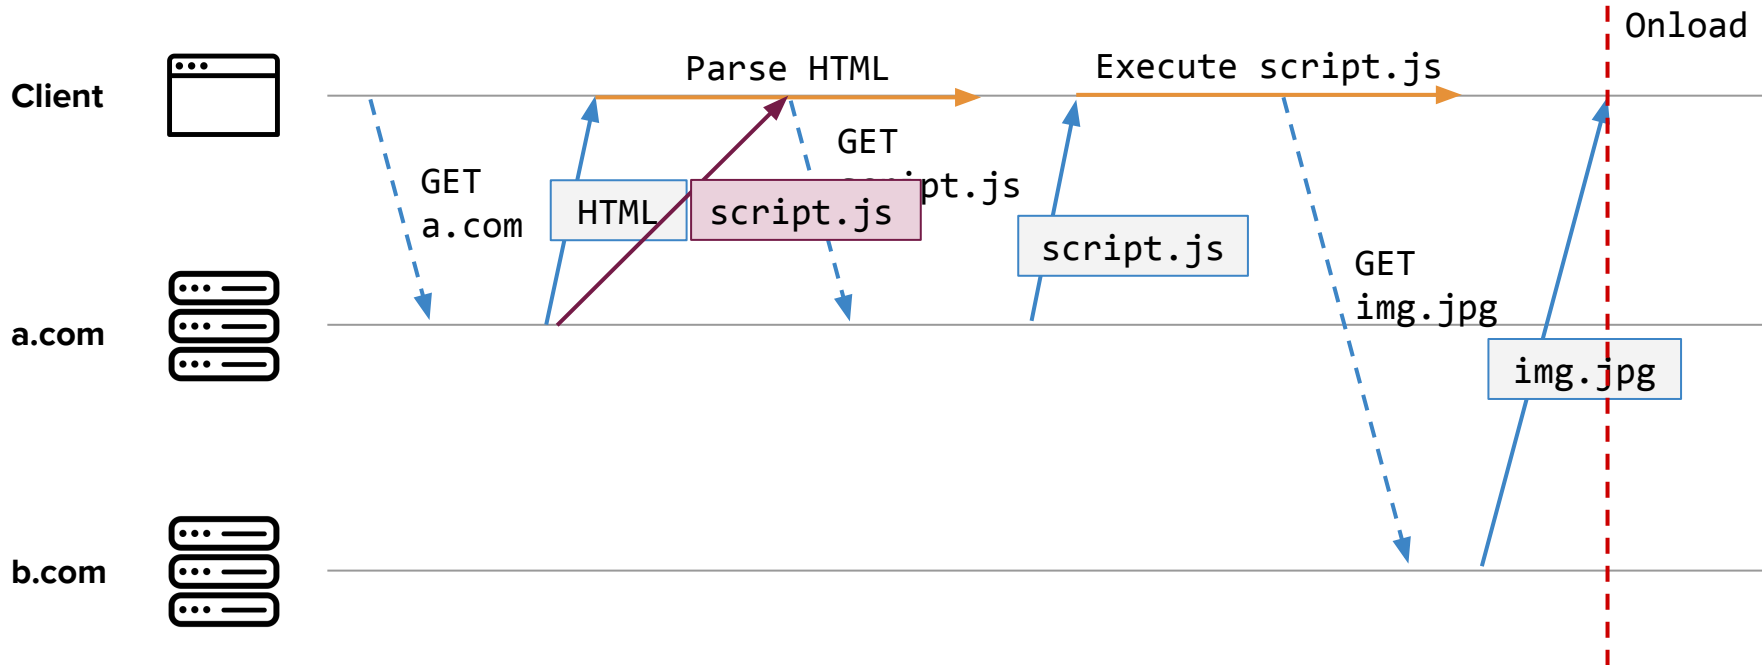 Onload
Client
Parse HTML
Execute script.js
GET
script.js
GET
a.com
HTML
script.js
script.js
GET
img.jpg
a.com
img.jpg
b.com